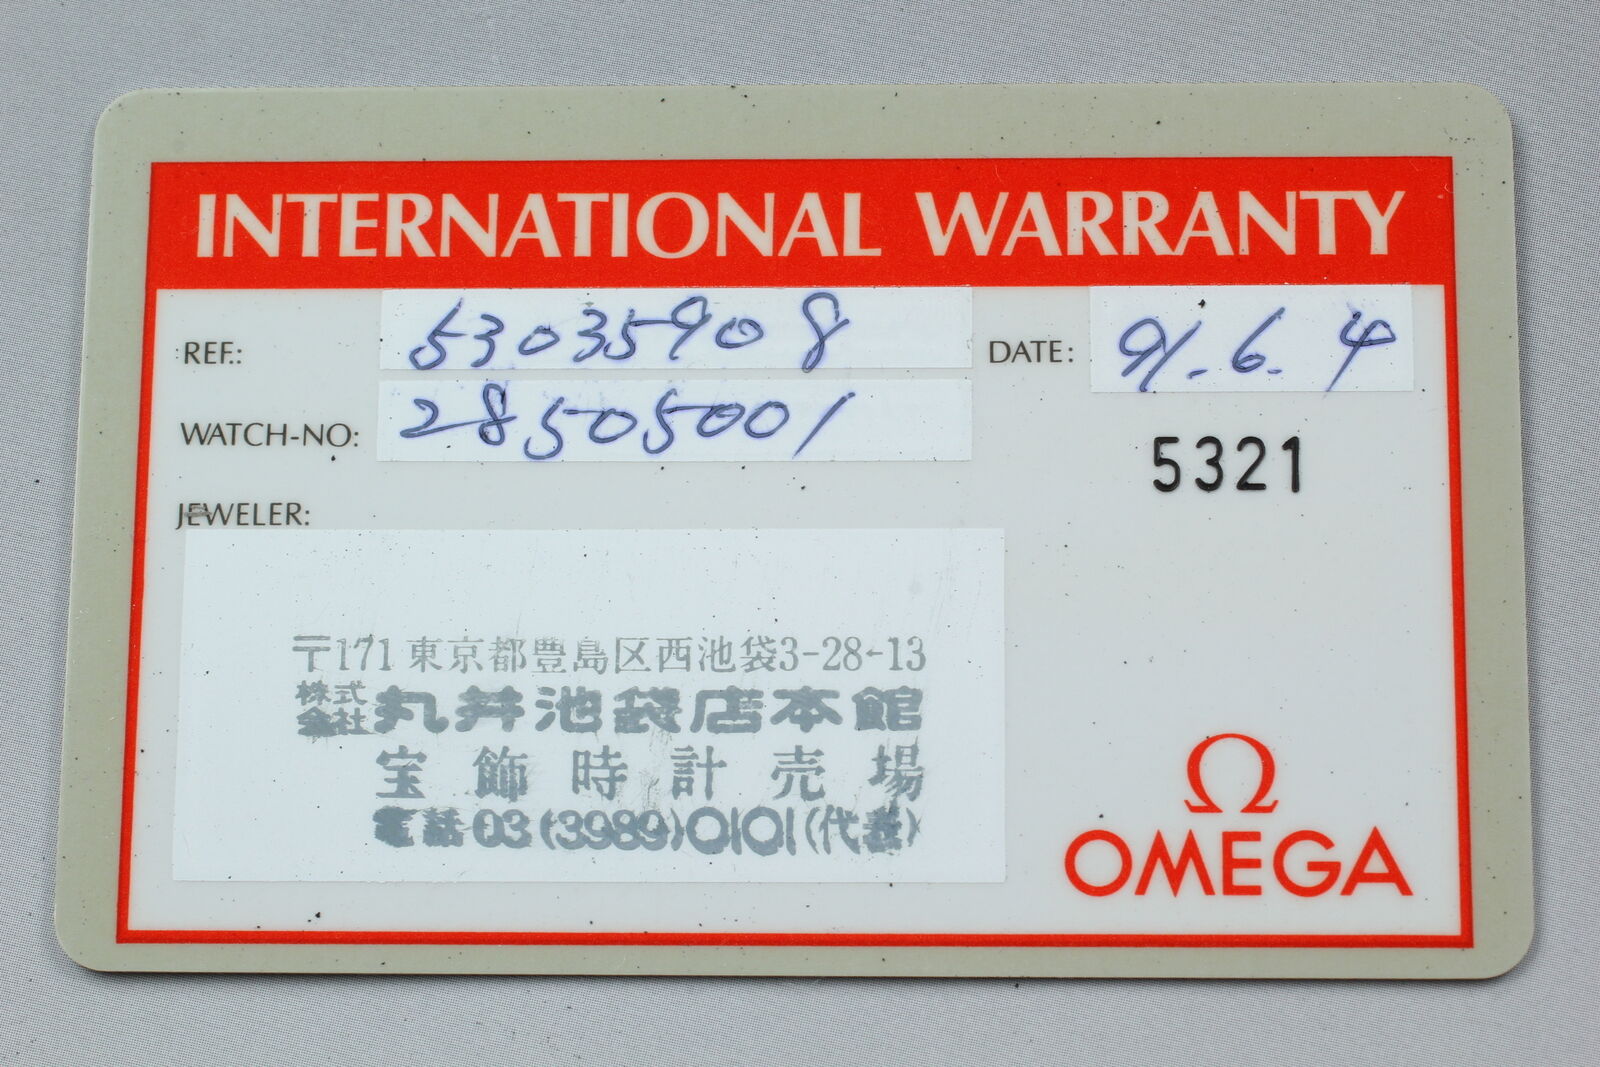 INTERNATIONAL WARRANTY
REF.: 53035908
DATE: 91.6.4
WATCH-NO: 28505001
5321
JEWELER:
〒171 東京都豊島区西池袋3-28-13
株式会社 丸井池袋店本館
宝飾時計売場
電話03(3989)0101(代表)
Ω
OMEGA